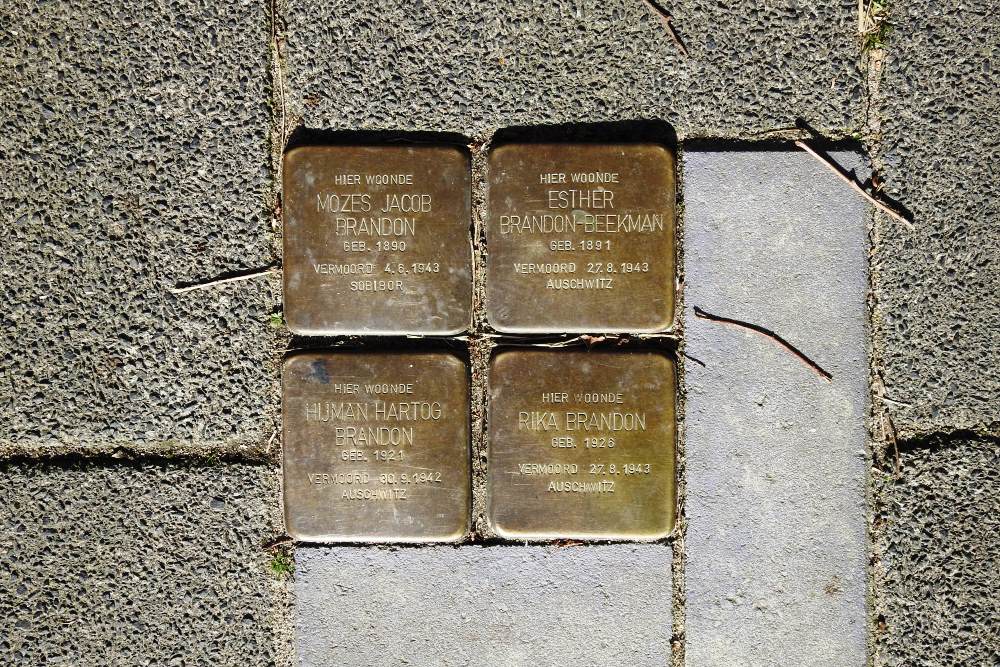 HIER WOONDE
MOZES JACOB
BRANDON
GEB. 1890
VERMOORD 4.6.1943
SOBIBOR
HIER WOONDE
ESTHER
BRANDON-BEEKMAN
GEB. 1891
VERMOORD 27.8.1943
AUSCHWITZ
HIER WOONDE
HIJMAN HARTOG
BRANDON
GEB. 1921
VERMOORD 30.9.1942
AUSCHWITZ
HIER WOONDE
RIKA BRANDON
GEB. 1926
VERMOORD 27.8.1943
AUSCHWITZ